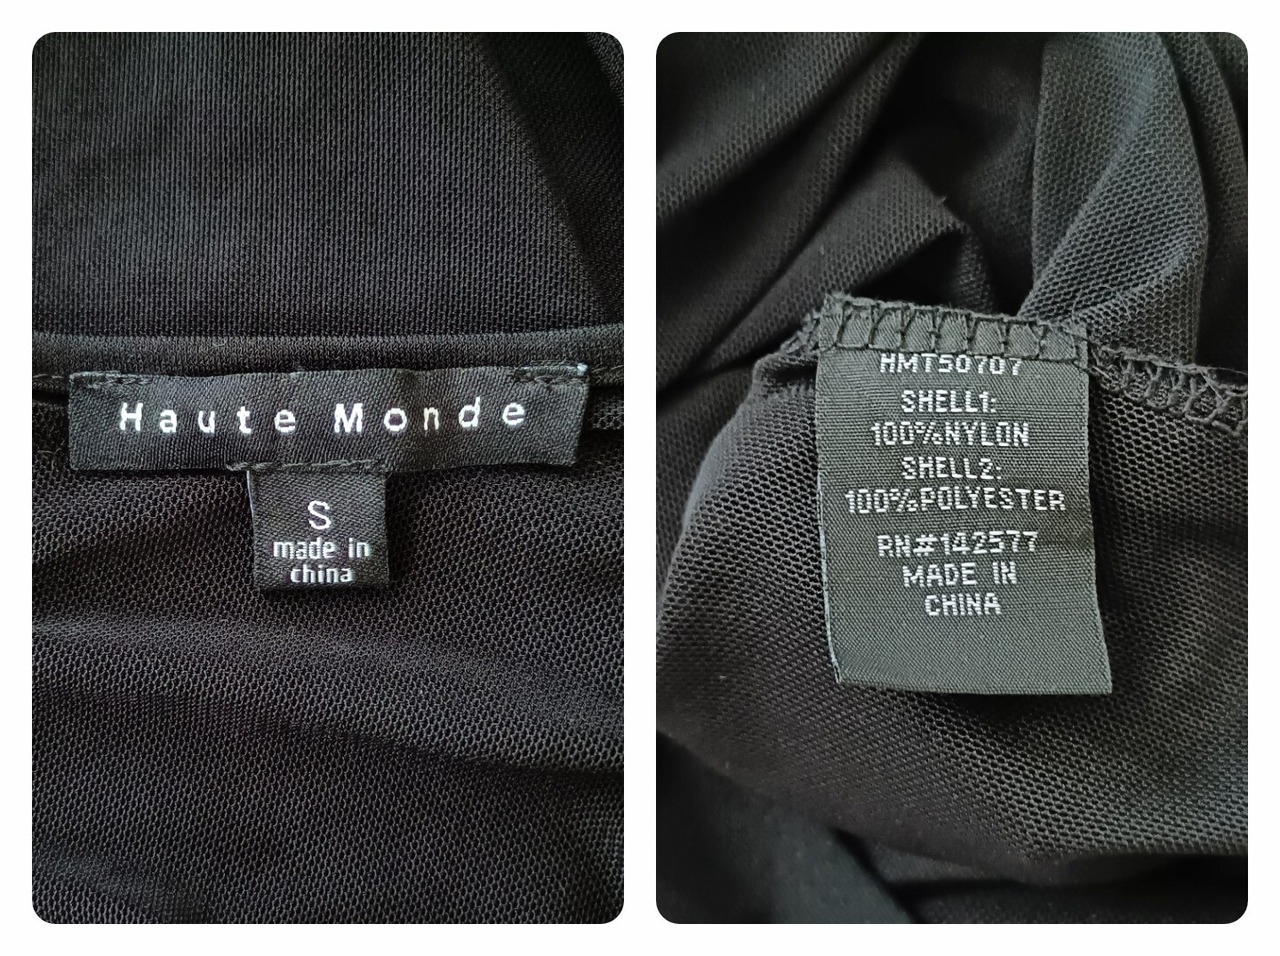 Haute Monde
S
made in
china
HMT50707
SHELL1:
100%NYLON
SHELL2:
100%POLYESTER
RN#142577
MADE IN
CHINA